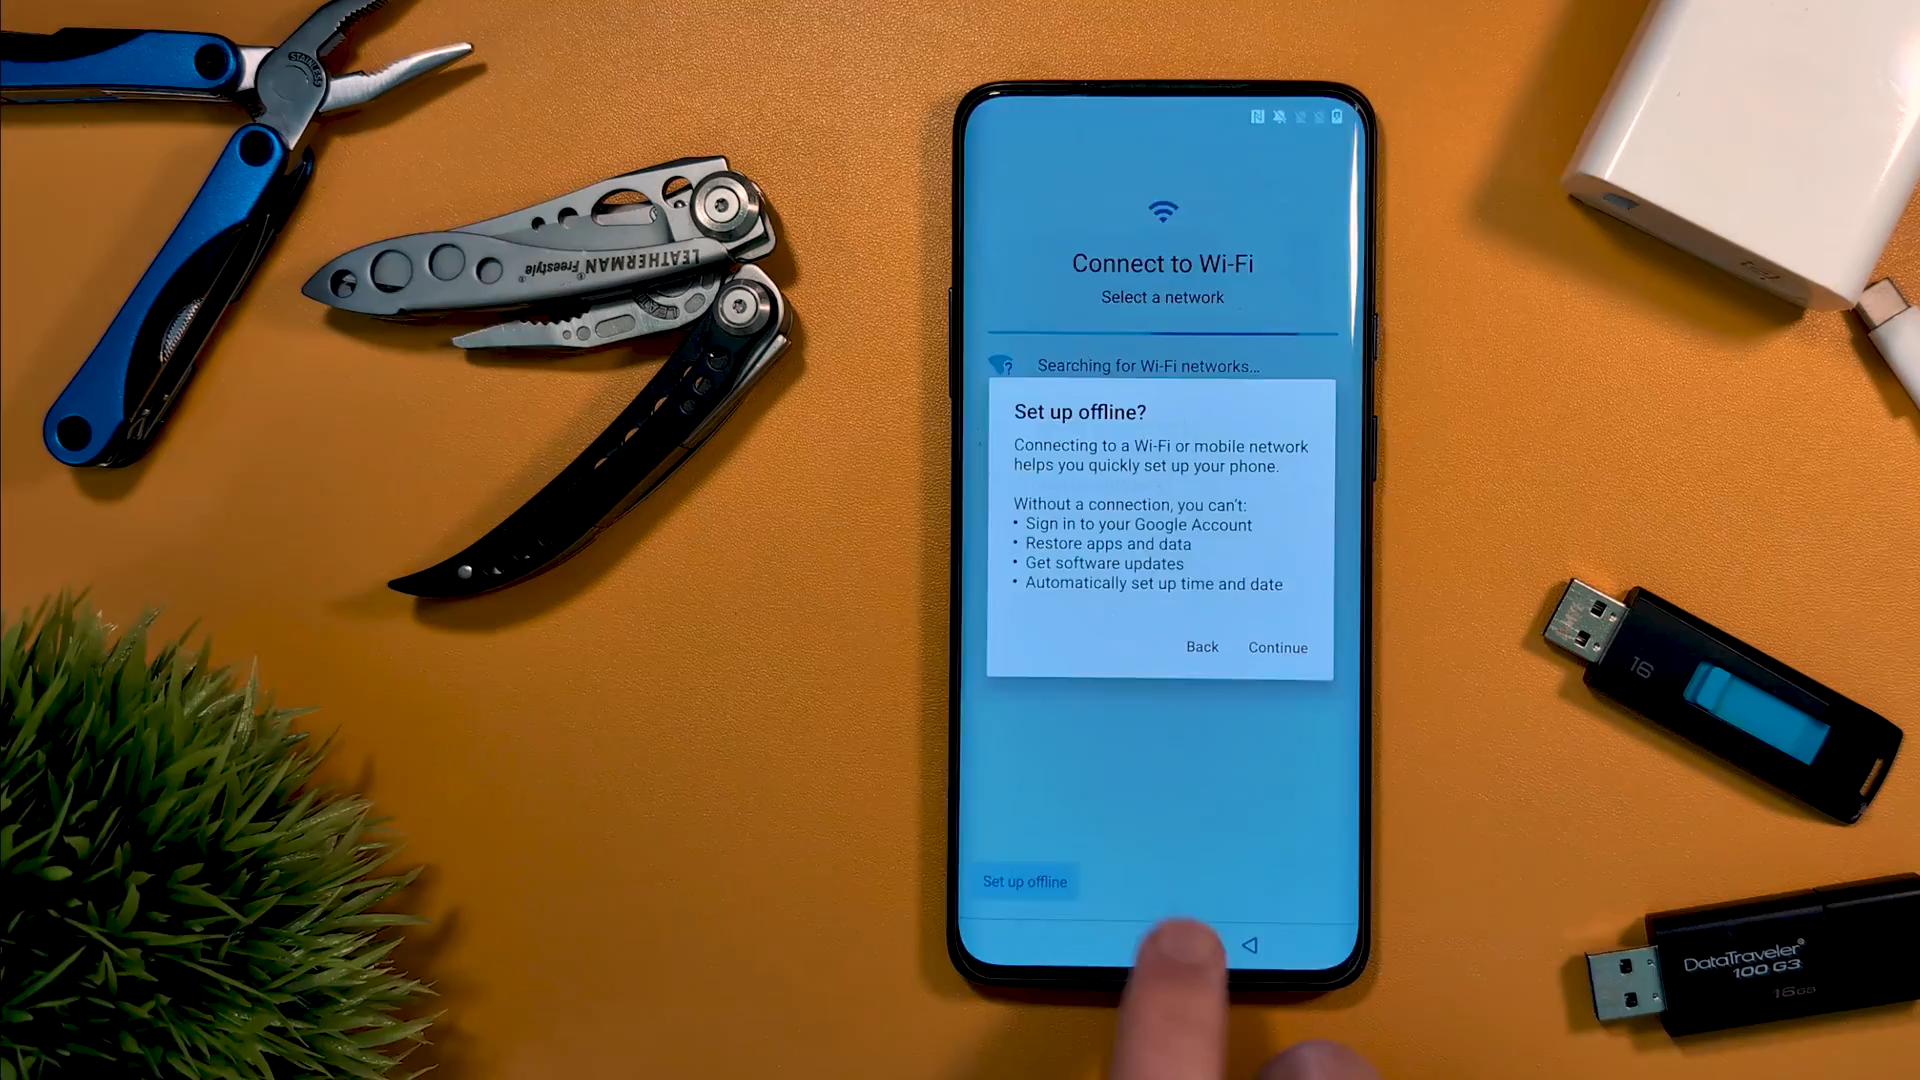 STAINLESS
LEATHERMAN® Freestyle®
Connect to Wi-Fi
Select a network
Searching for Wi-Fi networks...
Set up offline?
Connecting to a Wi-Fi or mobile network
helps you quickly set up your phone.
Without a connection, you can't:
• Sign in to your Google Account
• Restore apps and data
• Get software updates
• Automatically set up time and date
Back
Continue
Set up offline
16
DataTraveler®
100 G3
16GB